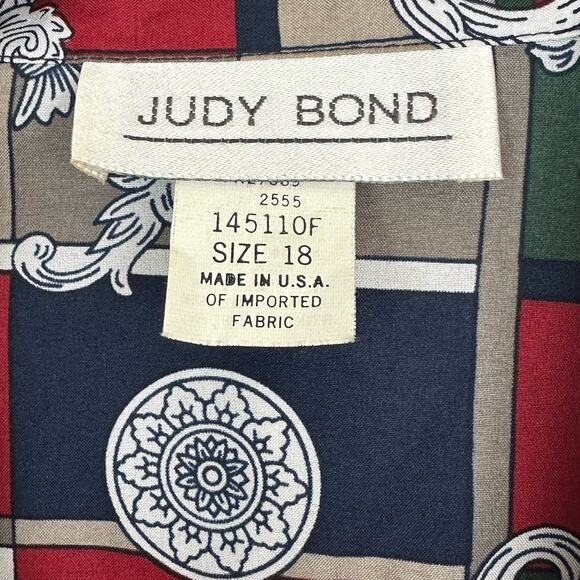 JUDY BOND
2555
145110F
SIZE 18
MADE IN U.S.A.
OF IMPORTED
FABRIC